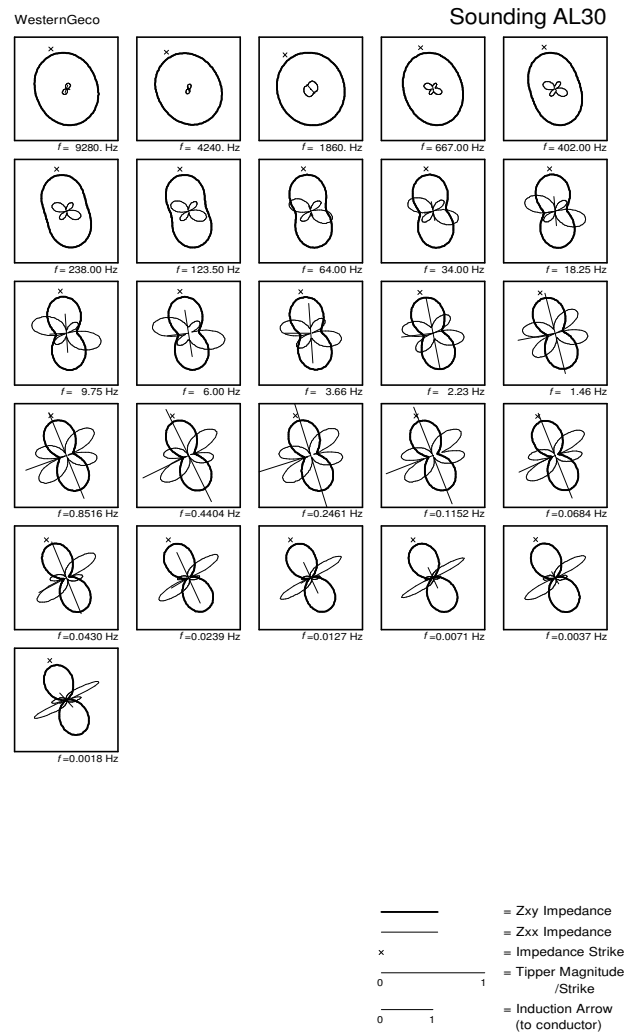 WesternGeco Sounding AL30
f = 9280. Hz f = 4240. Hz f = 1860. Hz f = 667.00 Hz f = 402.00 Hz
f = 238.00 Hz f = 123.50 Hz f = 64.00 Hz f = 34.00 Hz f = 18.25 Hz
f = 9.75 Hz f = 6.00 Hz f = 3.66 Hz f = 2.23 Hz f = 1.46 Hz
f =0.8516 Hz f =0.4404 Hz f =0.2461 Hz f =0.1152 Hz f =0.0684 Hz
f =0.0430 Hz f =0.0239 Hz f =0.0127 Hz f =0.0071 Hz f =0.0037 Hz
f =0.0018 Hz
= Zxy Impedance
= Zxx Impedance
× = Impedance Strike
= Tipper Magnitude
0 1 /Strike
= Induction Arrow
0 1 (to conductor)